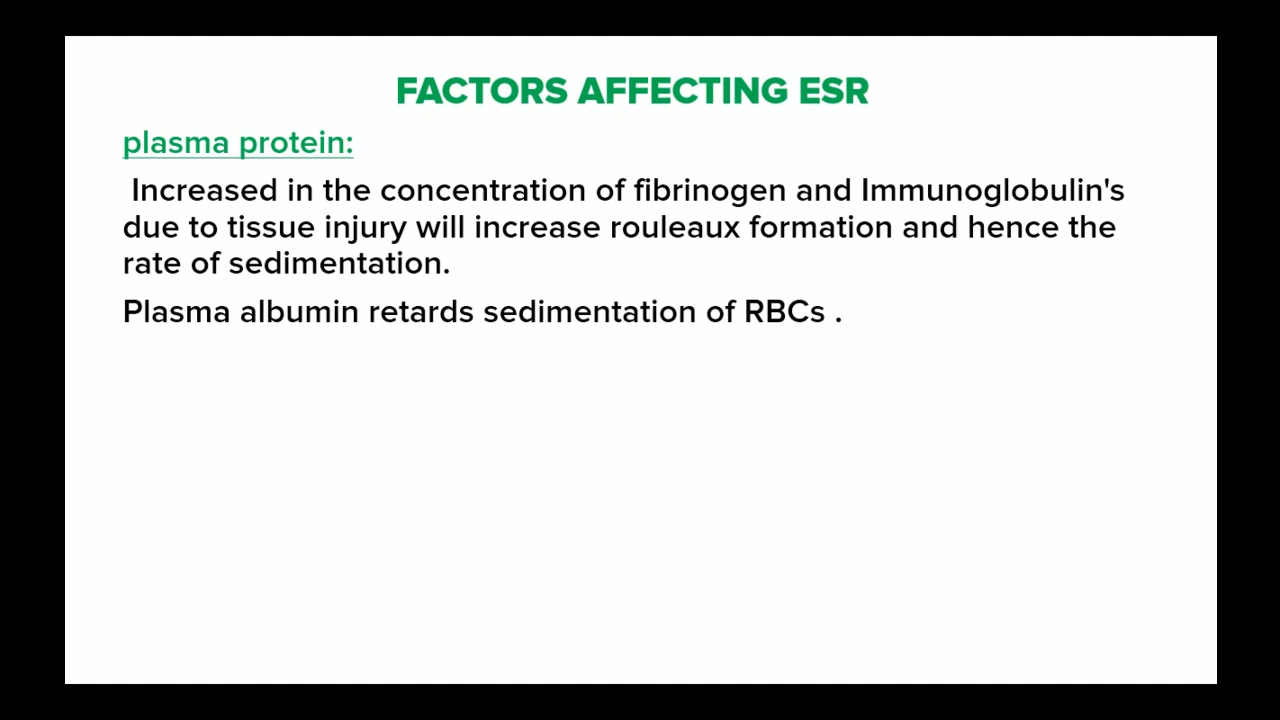 FACTORS AFFECTING ESR
plasma protein:
Increased in the concentration of fibrinogen and Immunoglobulin's
due to tissue injury will increase rouleaux formation and hence the
rate of sedimentation.
Plasma albumin retards sedimentation of RBCs .